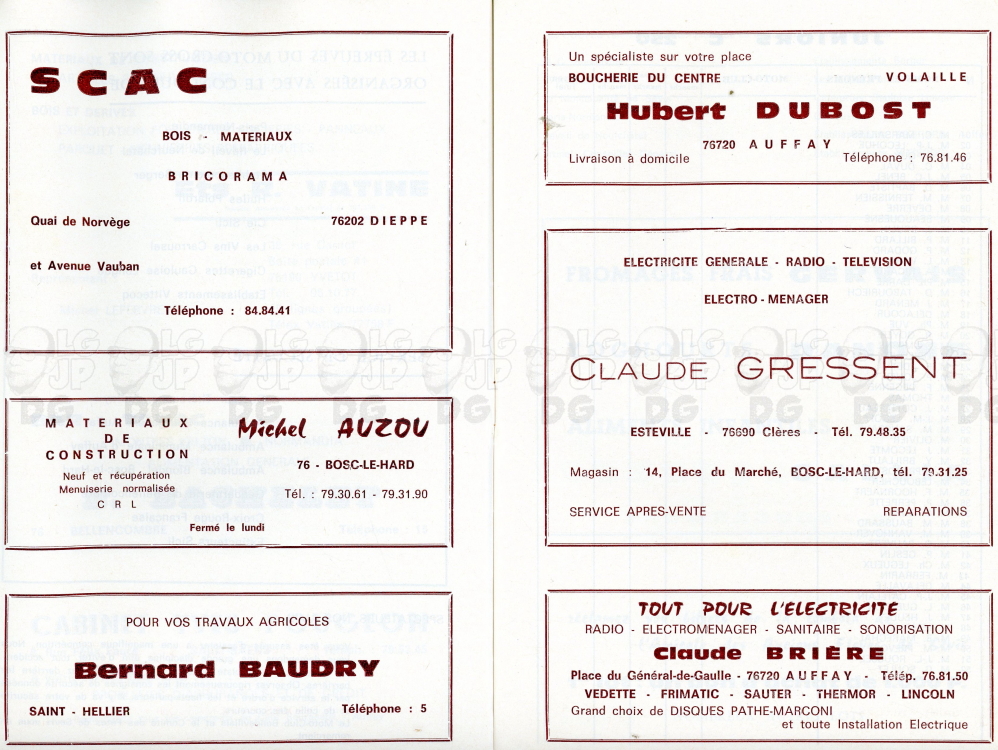 SCAC
BOIS - MATERIAUX
BRICORAMA
Quai de Norvège 76202 DIEPPE
et Avenue Vauban
Téléphone : 84.84.41
MATERIAUX
DE
CONSTRUCTION
Neuf et récupération
Menuiserie normalisée
C R L
Michel AUZOU
76 - BOSC-LE-HARD
Tél. : 79.30.61 - 79.31.90
Fermé le lundi
POUR VOS TRAVAUX AGRICOLES
Bernard BAUDRY
SAINT - HELLIER Téléphone : 5
Un spécialiste sur votre place
BOUCHERIE DU CENTRE VOLAILLE
Hubert DUBOST
76720 AUFFAY
Livraison à domicile Téléphone : 76.81.46
ELECTRICITE GENERALE - RADIO - TELEVISION
ELECTRO - MENAGER
CLAUDE GRESSENT
ESTEVILLE - 76690 Clères - Tél. 79.48.35
Magasin : 14, Place du Marché, BOSC-LE-HARD, tél. 79.31.25
SERVICE APRES-VENTE REPARATIONS
TOUT POUR L'ELECTRICITE
RADIO - ELECTROMENAGER - SANITAIRE - SONORISATION
Claude BRIÈRE
Place du Général-de-Gaulle - 76720 AUFFAY - Télép. 76.81.50
VEDETTE - FRIMATIC - SAUTER - THERMOR - LINCOLN
Grand choix de DISQUES PATHE-MARCONI
et toute Installation Electrique